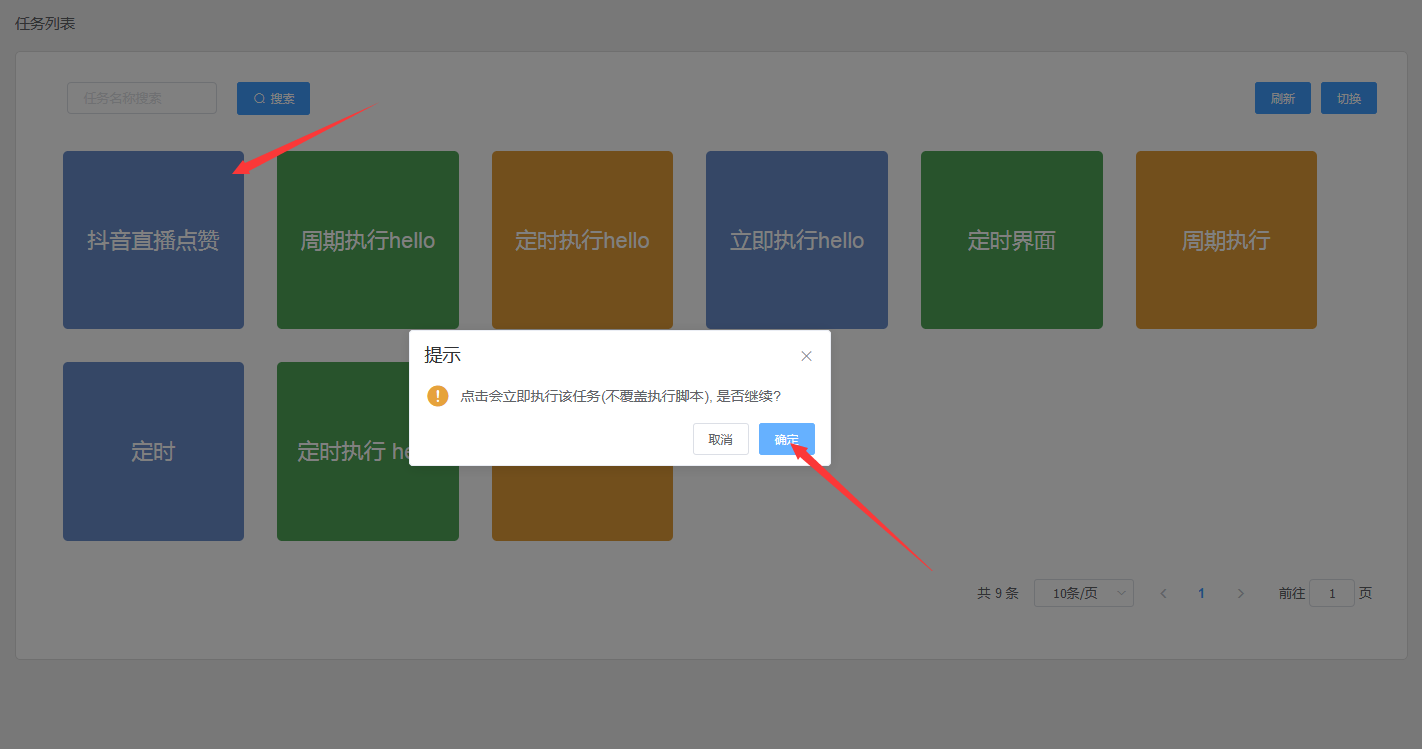 任务列表
任务名称搜索
搜索
刷新
切换
抖音直播点赞
周期执行hello
定时执行hello
立即执行hello
定时界面
周期执行
提示
点击会立即执行该任务(不覆盖执行脚本), 是否继续?
取消
确定
定时
定时执行 he
共 9 条
10条/页
1
前往
1
页